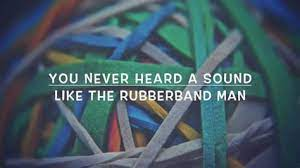 YOU NEVER HEARD A SOUND
LIKE THE RUBBERBAND MAN